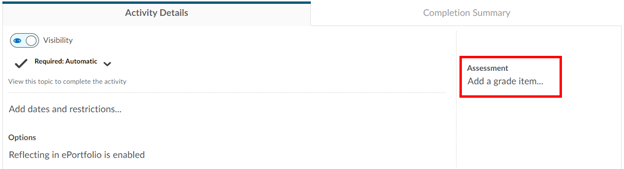 Activity Details
Completion Summary
Visibility
Required: Automatic
View this topic to complete the activity
Add dates and restrictions...
Options
Reflecting in ePortfolio is enabled
Assessment
Add a grade item...